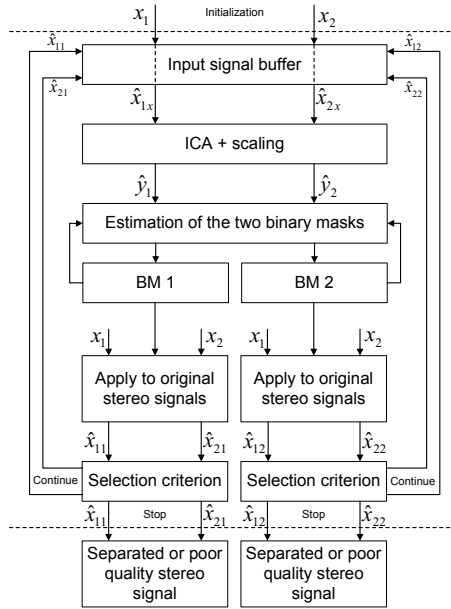 x₁ Initialization x₂
x̂₁₁ x̂₁₂
Input signal buffer
x̂₂₁ x̂₂₂
x̂₁ₓ x̂₂ₓ
ICA + scaling
ŷ₁ ŷ₂
Estimation of the two binary masks
BM 1 BM 2
x₁ x₂ x₁ x₂
Apply to original stereo signals
Apply to original stereo signals
x̂₁₁ x̂₂₁ x̂₁₂ x̂₂₂
Continue Selection criterion Selection criterion Continue
x̂₁₁ Stop x̂₂₁ x̂₁₂ Stop x̂₂₂
Separated or poor
quality stereo
signal
Separated or poor
quality stereo
signal